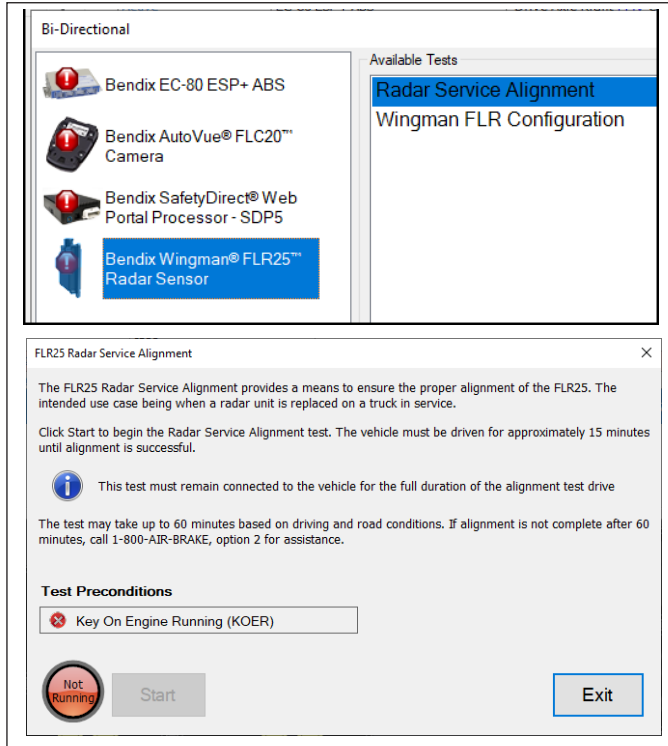 Bi-Directional
Bendix EC-80 ESP+ ABS
Bendix AutoVue® FLC20™
Camera
Bendix SafetyDirect® Web
Portal Processor - SDP5
Bendix Wingman® FLR25™
Radar Sensor
Available Tests
Radar Service Alignment
Wingman FLR Configuration
FLR25 Radar Service Alignment
The FLR25 Radar Service Alignment provides a means to ensure the proper alignment of the FLR25. The
intended use case being when a radar unit is replaced on a truck in service.
Click Start to begin the Radar Service Alignment test. The vehicle must be driven for approximately 15 minutes
until alignment is successful.
This test must remain connected to the vehicle for the full duration of the alignment test drive
The test may take up to 60 minutes based on driving and road conditions. If alignment is not complete after 60
minutes, call 1-800-AIR-BRAKE, option 2 for assistance.
Test Preconditions
Key On Engine Running (KOER)
Not
Running
Start
Exit